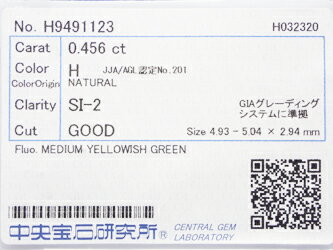 No. H9491123 H032320
Carat 0.456 ct
Color H JJA/AGL認定No.201
ColorOrigin NATURAL
Clarity SI-2 GIAグレーディング
システムに準拠
Cut GOOD Size 4.93 - 5.04 × 2.94 mm
Fluo. MEDIUM YELLOWISH GREEN
中央宝石研究所 CENTRAL GEM
LABORATORY